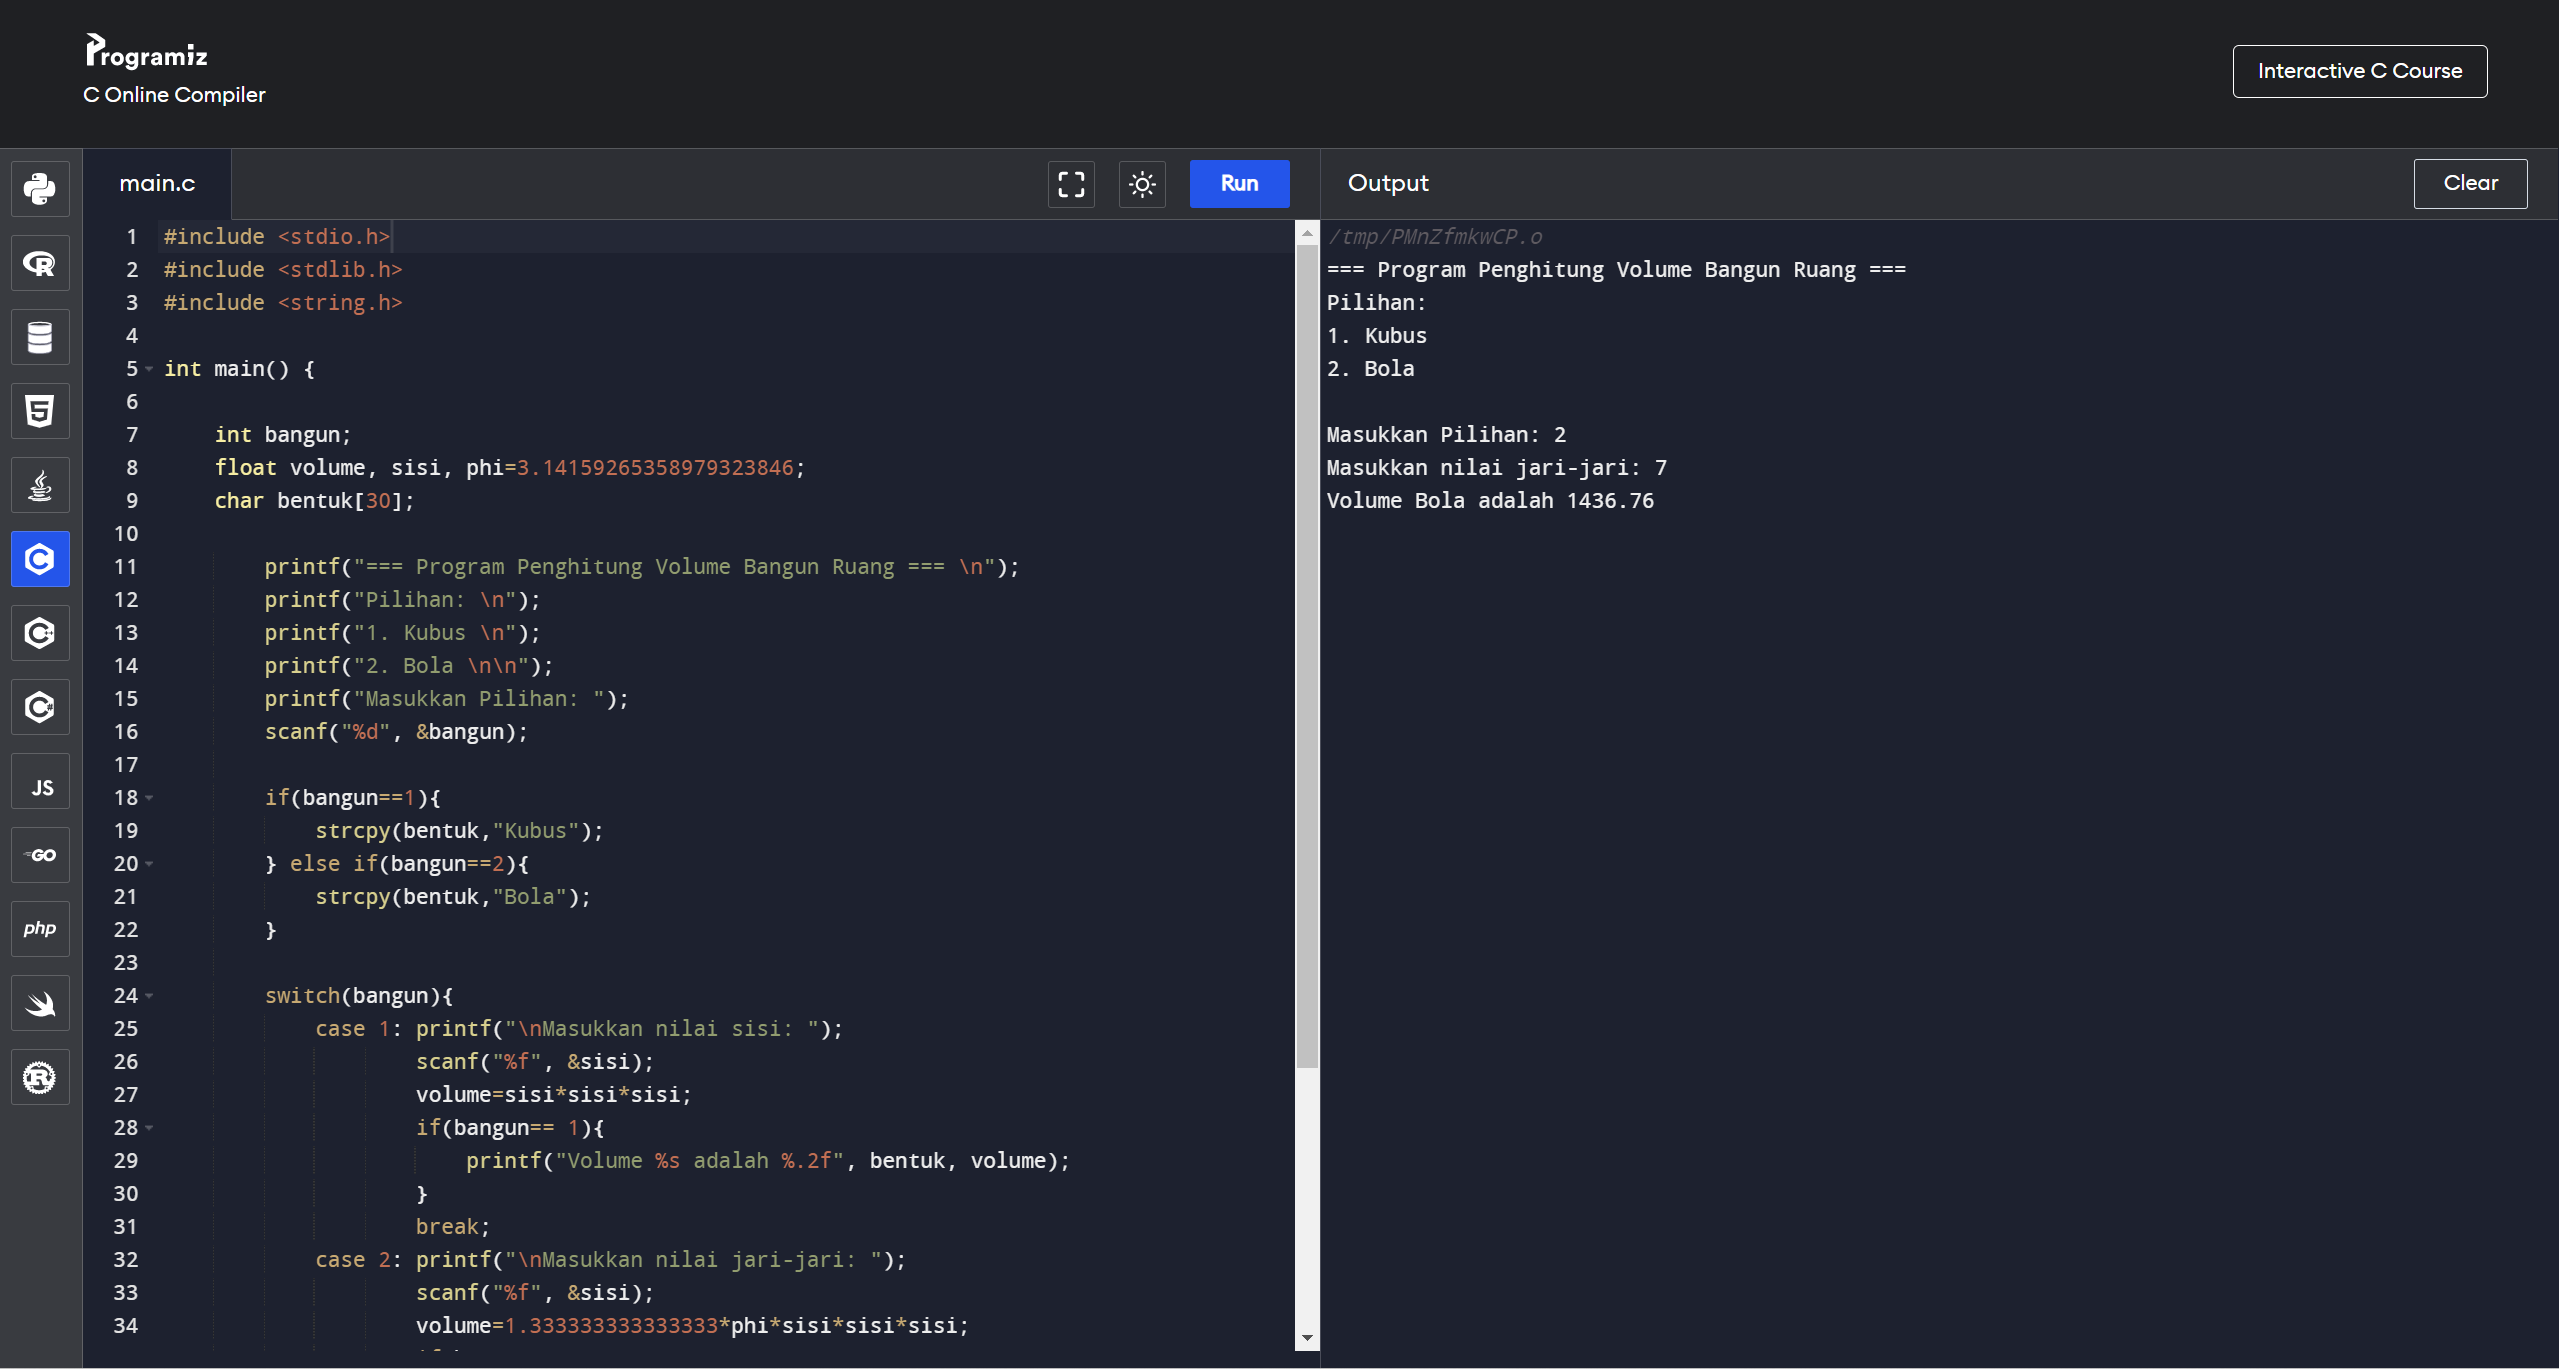 Programiz
C Online Compiler
Interactive C Course
main.c
Run
Output
Clear
1 #include <stdio.h>
2 #include <stdlib.h>
3 #include <string.h>
4
5 int main() {
6
7 int bangun;
8 float volume, sisi, phi=3.14159265358979323846;
9 char bentuk[30];
10
11 printf("=== Program Penghitung Volume Bangun Ruang === \n");
12 printf("Pilihan: \n");
13 printf("1. Kubus \n");
14 printf("2. Bola \n\n");
15 printf("Masukkan Pilihan: ");
16 scanf("%d", &bangun);
17
18 if(bangun==1){
19 strcpy(bentuk,"Kubus");
20 } else if(bangun==2){
21 strcpy(bentuk,"Bola");
22 }
23
24 switch(bangun){
25 case 1: printf("\nMasukkan nilai sisi: ");
26 scanf("%f", &sisi);
27 volume=sisi*sisi*sisi;
28 if(bangun== 1){
29 printf("Volume %s adalah %.2f", bentuk, volume);
30 }
31 break;
32 case 2: printf("\nMasukkan nilai jari-jari: ");
33 scanf("%f", &sisi);
34 volume=1.333333333333333*phi*sisi*sisi*sisi;
/tmp/PMnZfmkwCP.o
=== Program Penghitung Volume Bangun Ruang ===
Pilihan:
1. Kubus
2. Bola
Masukkan Pilihan: 2
Masukkan nilai jari-jari: 7
Volume Bola adalah 1436.76
R
5
C
C
C#
JS
GO
php
R